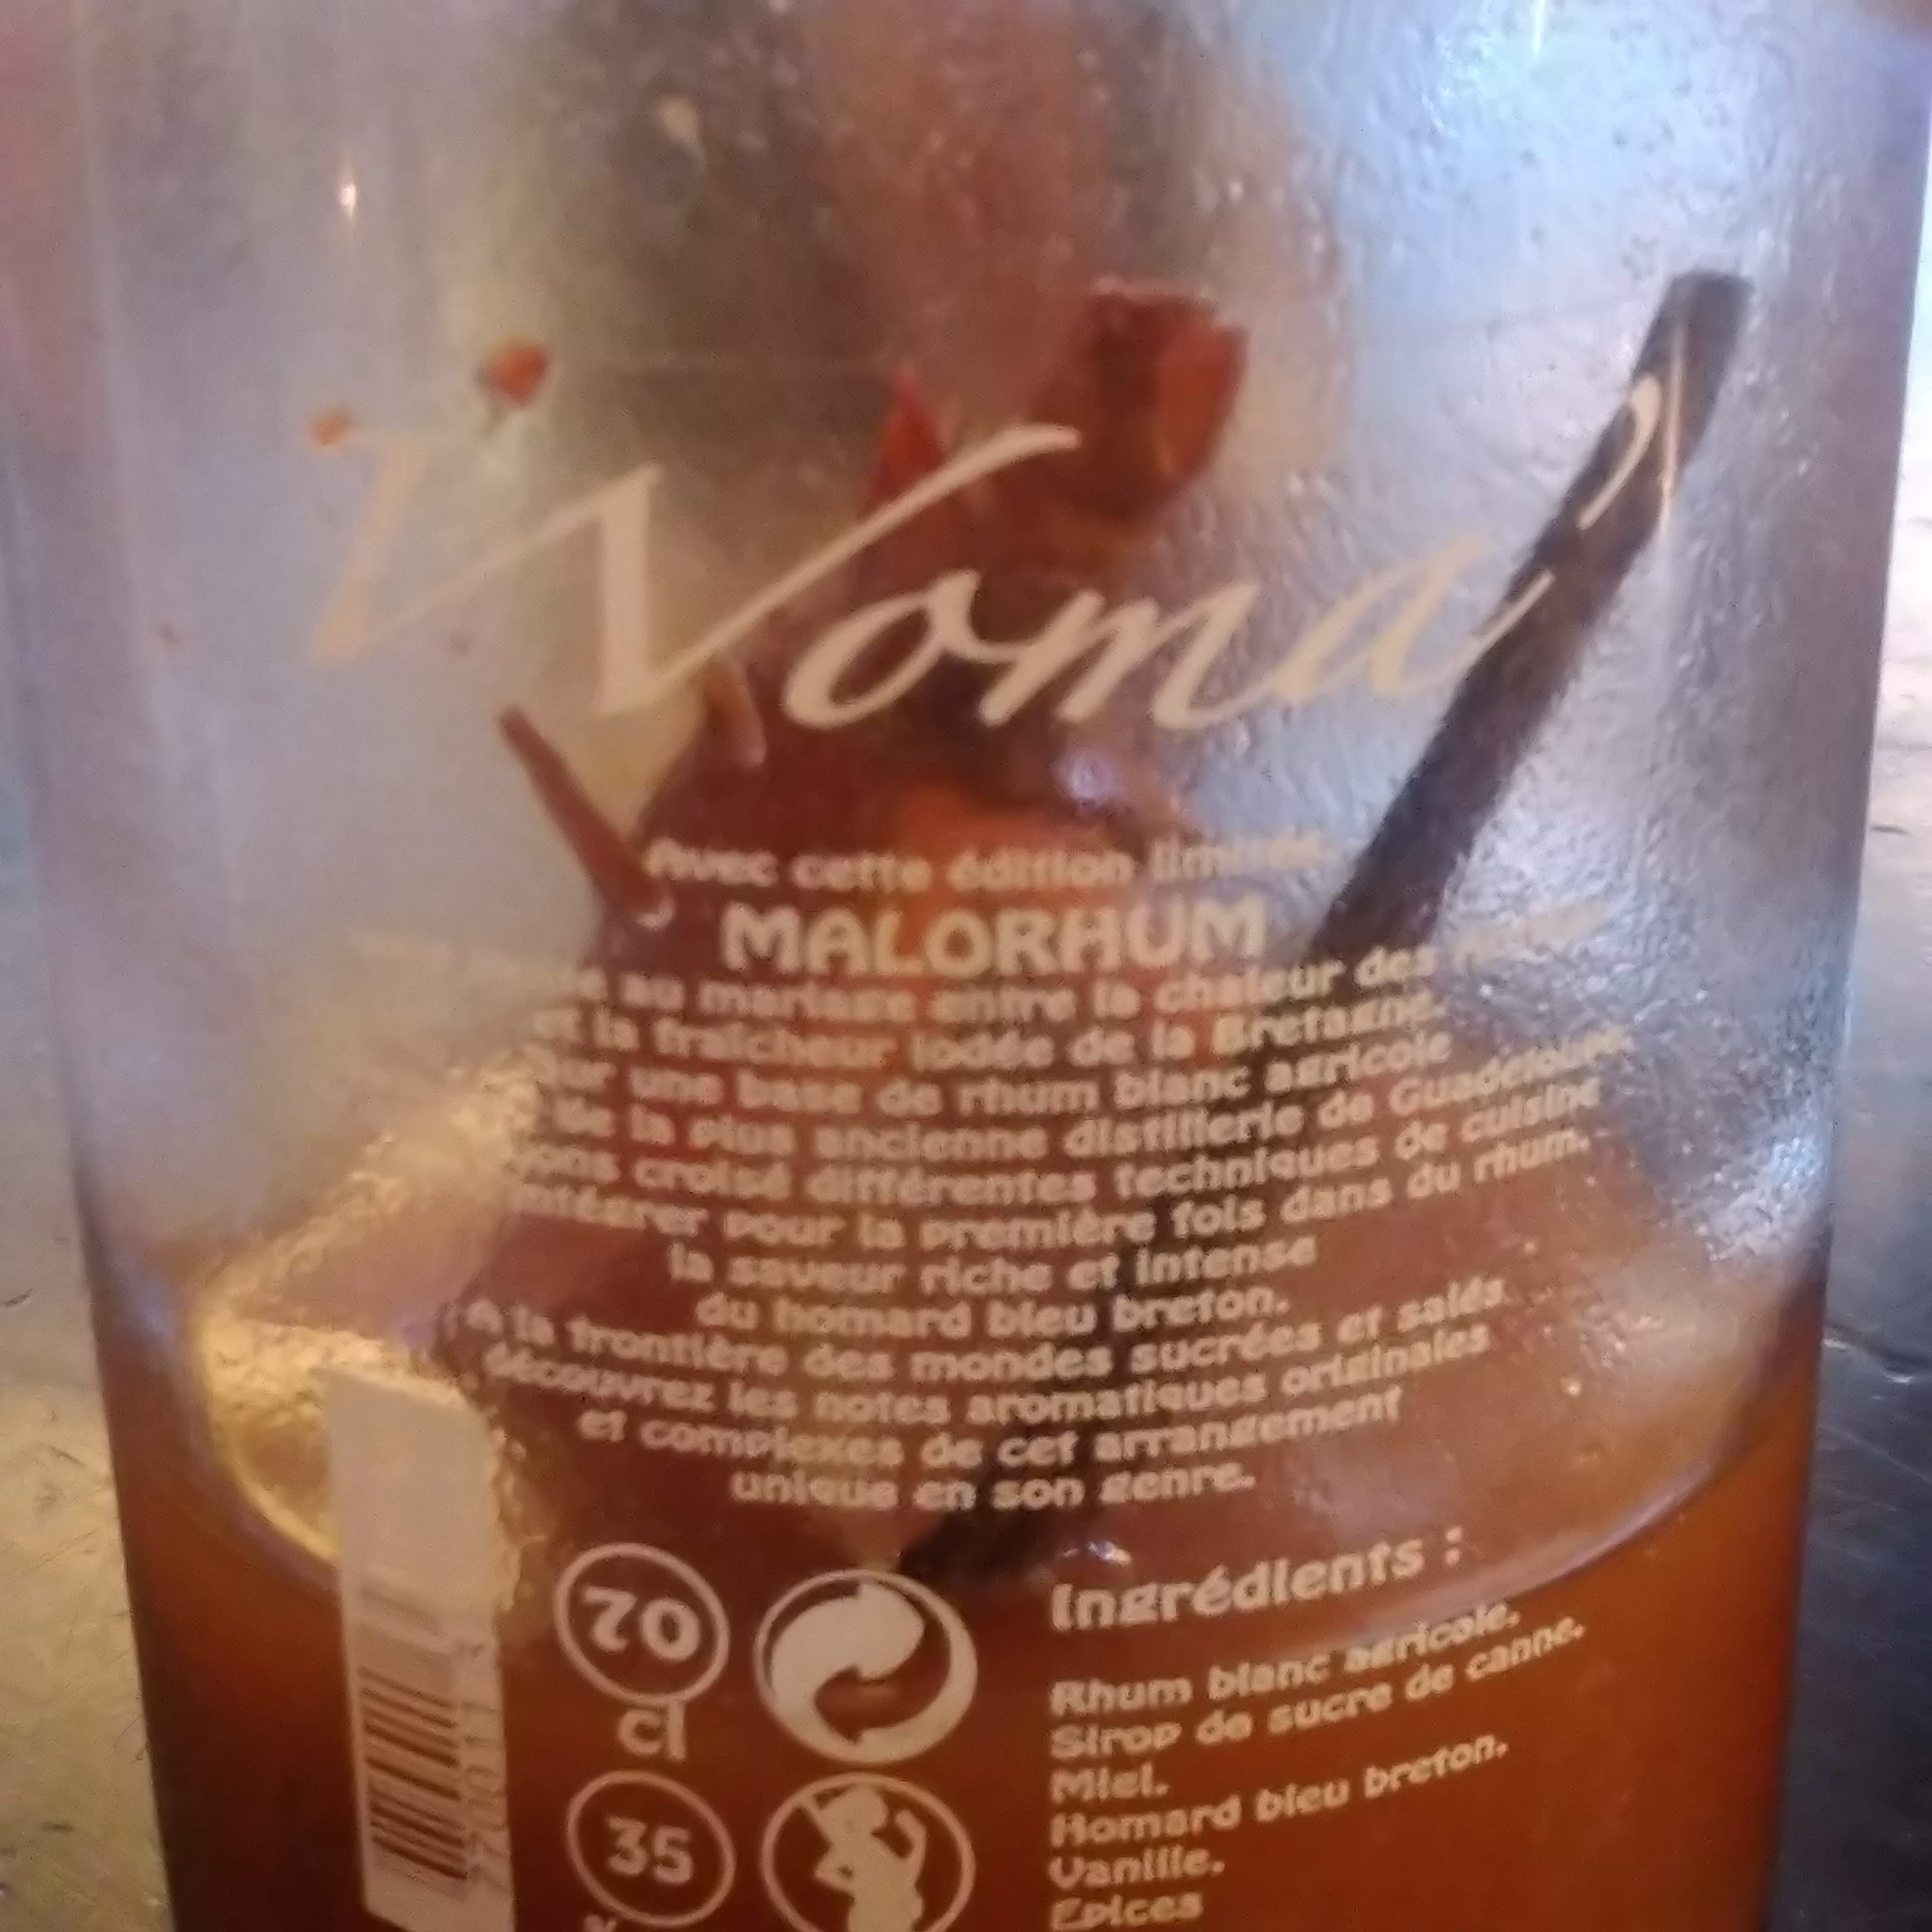 Noma'
Avec cette édition limitée
MALORHUM
au mariage entre la chaleur des
et la fraîcheur iodée de la Bretagne.
Sur une base de rhum blanc agricole
de la plus ancienne distillerie de Guadeloupe
croisé différentes techniques de cuisine
intégrer pour la première fois dans du rhum.
la saveur riche et intense
du homard bleu breton.
A la frontière des mondes sucrées et salés
découvrez les notes aromatiques originales
et complexes de cet arrangement
unique en son genre.
70
cl
35
%
Ingrédients :
Rhum blanc agricole.
Sirop de sucre de canne.
Miel.
Homard bleu breton.
Vanille.
Epices